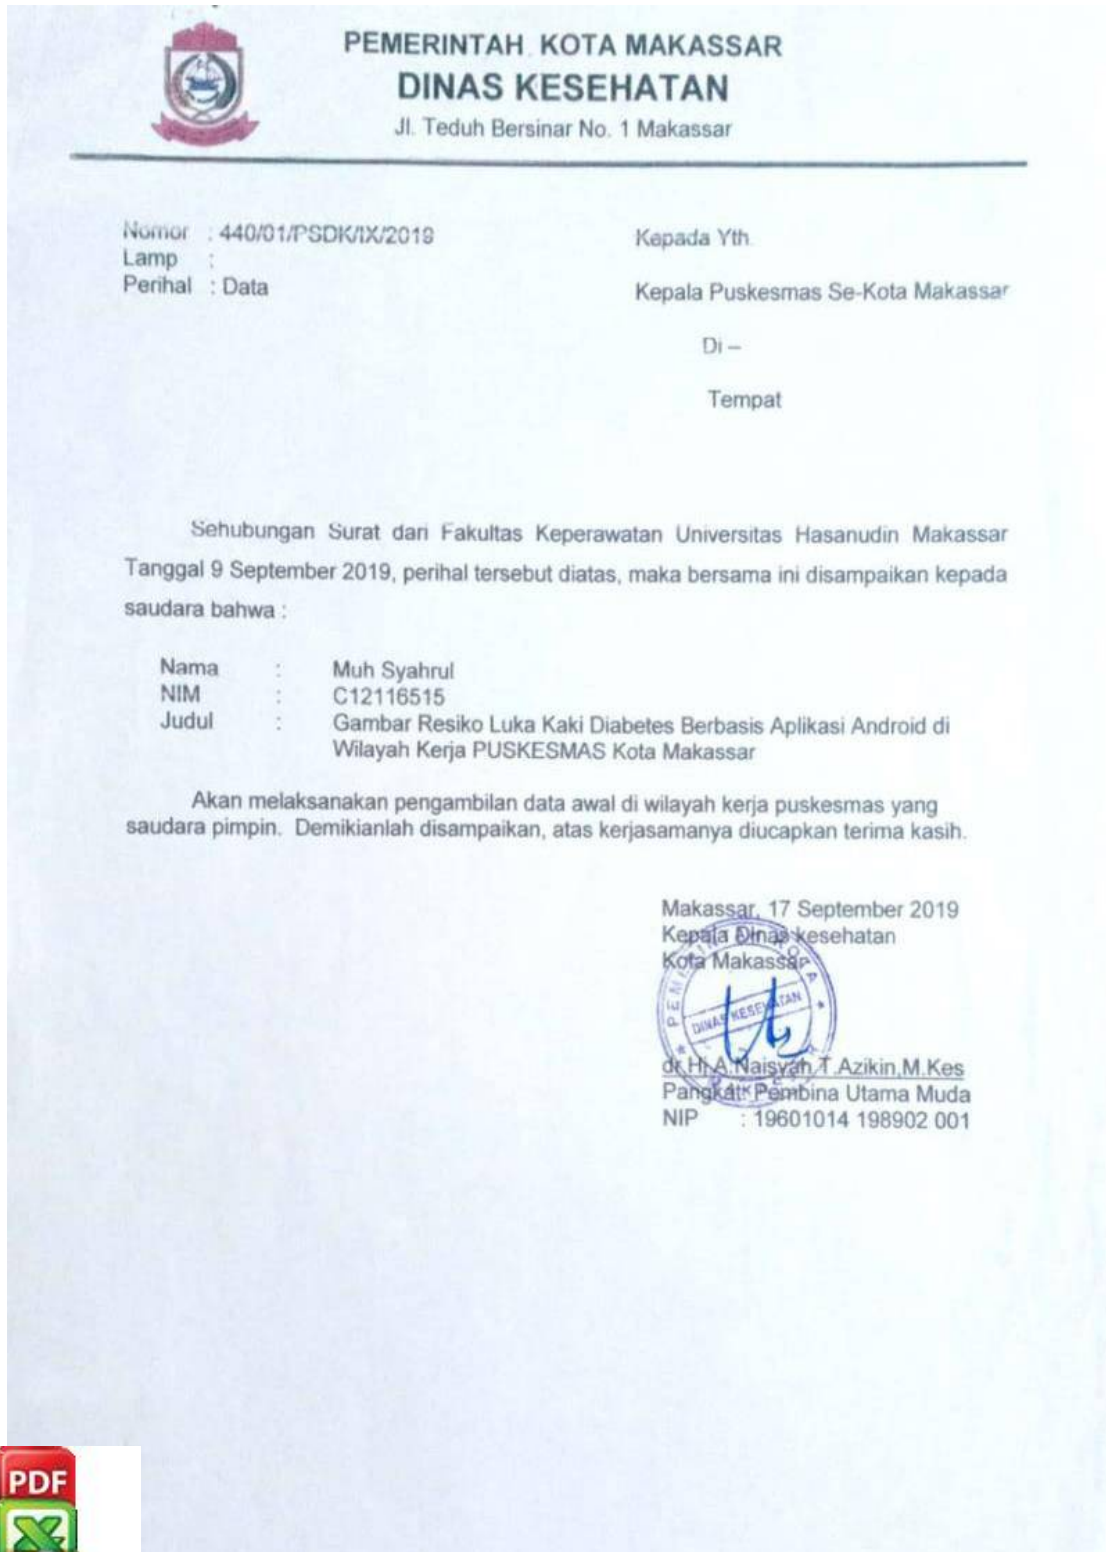 PEMERINTAH KOTA MAKASSAR
DINAS KESEHATAN
Jl. Teduh Bersinar No. 1 Makassar
Nomor : 440/01/PSDK/IX/2019
Lamp :
Perihal : Data
Kepada Yth.
Kepala Puskesmas Se-Kota Makassar
Di –
Tempat
Sehubungan Surat dari Fakultas Keperawatan Universitas Hasanudin Makassar
Tanggal 9 September 2019, perihal tersebut diatas, maka bersama ini disampaikan kepada
saudara bahwa :
Nama : Muh Syahrul
NIM : C12116515
Judul : Gambar Resiko Luka Kaki Diabetes Berbasis Aplikasi Android di
Wilayah Kerja PUSKESMAS Kota Makassar
Akan melaksanakan pengambilan data awal di wilayah kerja puskesmas yang
saudara pimpin. Demikianlah disampaikan, atas kerjasamanya diucapkan terima kasih.
Makassar, 17 September 2019
Kepala Dinas kesehatan
Kota Makassar
DINAS KESEHATAN
dr.Hj.A.Naisyah.T.Azikin,M.Kes
Pangkat: Pembina Utama Muda
NIP : 19601014 198902 001
PDF